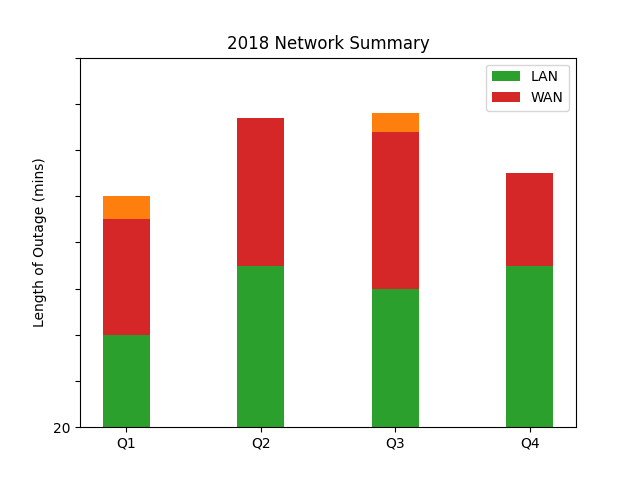 2018 Network Summary
LAN
WAN
Length of Outage (mins)
20
Q1
Q2
Q3
Q4